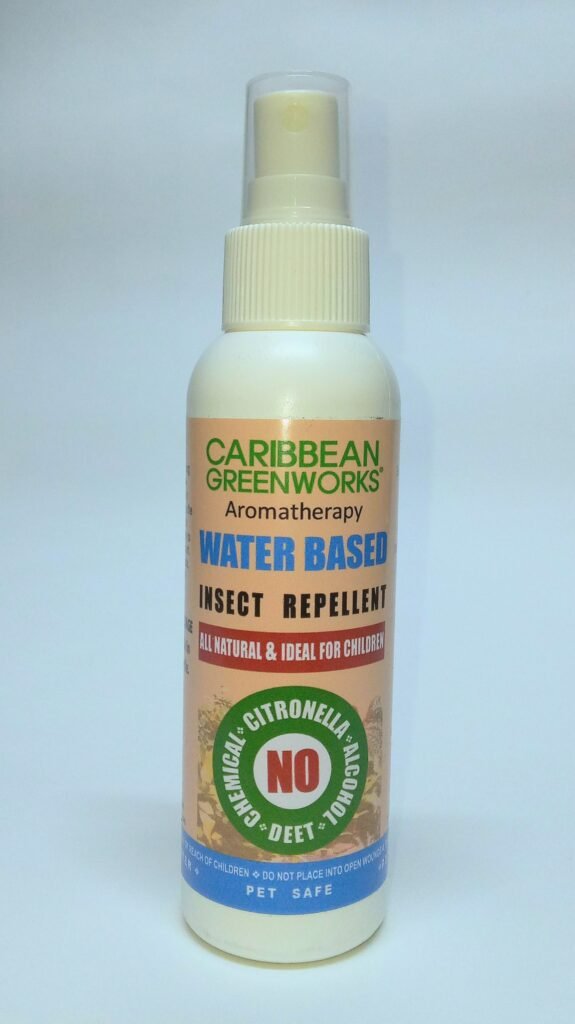 CARIBBEAN
GREENWORKS®
Aromatherapy
WATER BASED
INSECT REPELLENT
ALL NATURAL & IDEAL FOR CHILDREN
CHEMICAL CITRONELLA ALCOHOL DEET
NO
REACH OF CHILDREN ❖ DO NOT PLACE INTO OPEN
PET SAFE